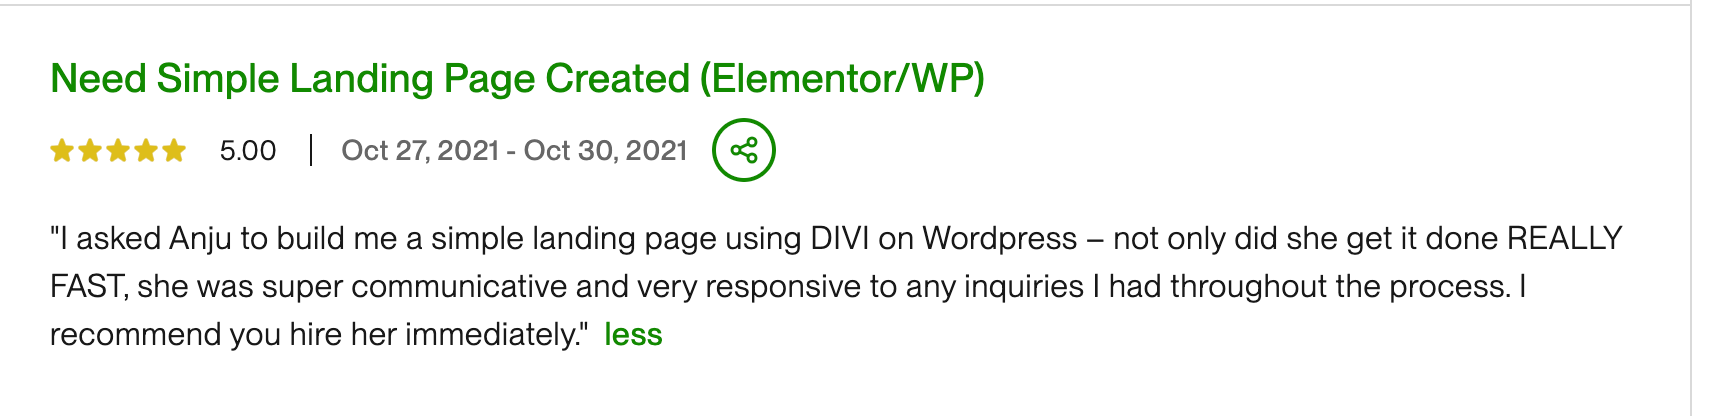 Need Simple Landing Page Created (Elementor/WP)
5.00 | Oct 27, 2021 - Oct 30, 2021
"I asked Anju to build me a simple landing page using DIVI on Wordpress – not only did she get it done REALLY
FAST, she was super communicative and very responsive to any inquiries I had throughout the process. I
recommend you hire her immediately." less